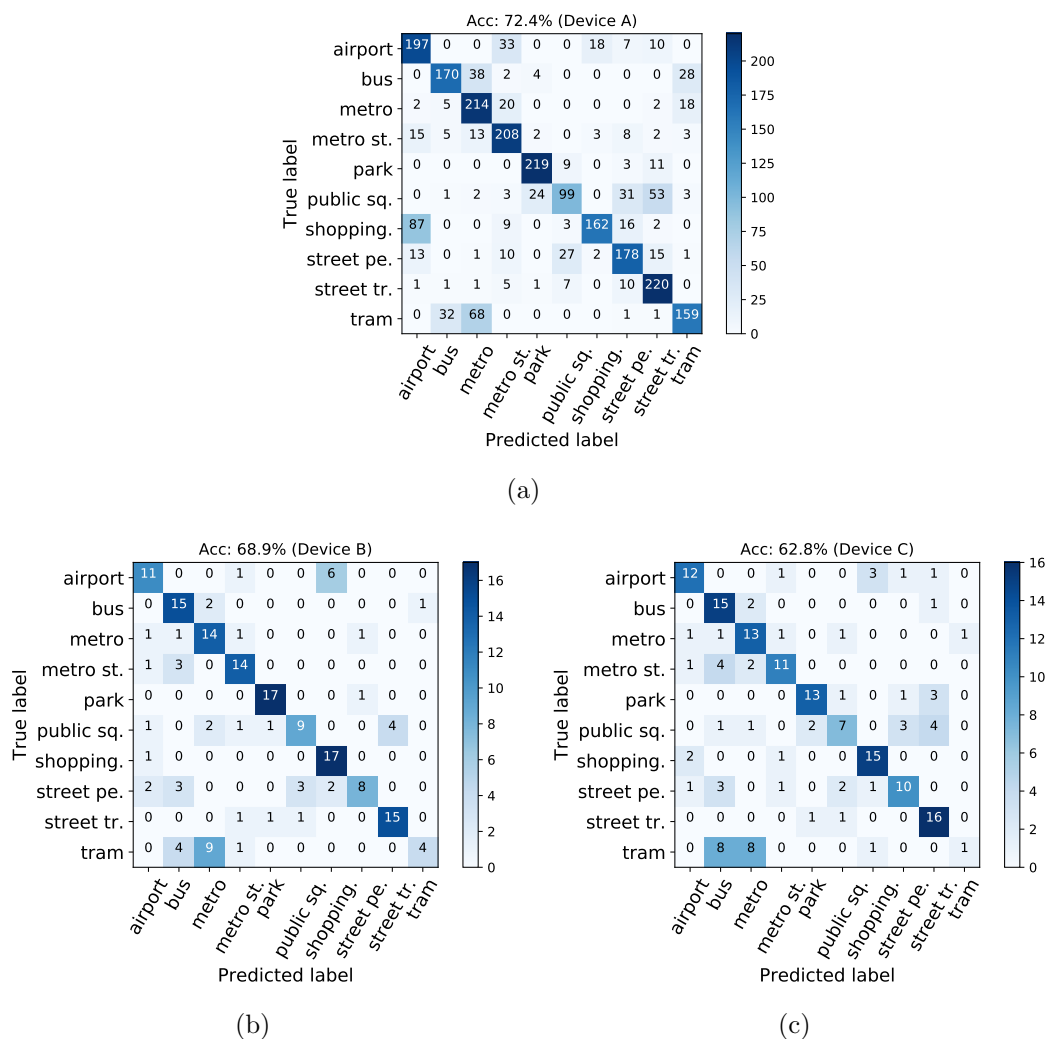 Acc: 72.4% (Device A)
True label
airport 197 0 0 33 0 0 18 7 10 0
bus 0 170 38 2 4 0 0 0 0 28
metro 2 5 214 20 0 0 0 0 2 18
metro st. 15 5 13 208 2 0 3 8 2 3
park 0 0 0 0 219 9 0 3 11 0
public sq. 0 1 2 3 24 99 0 31 53 3
shopping. 87 0 0 9 0 3 162 16 2 0
street pe. 13 0 1 10 0 27 2 178 15 1
street tr. 1 1 1 5 1 7 0 10 220 0
tram 0 32 68 0 0 0 0 1 1 159
airport bus metro metro st. park public sq. shopping. street pe. street tr. tram
Predicted label
200
175
150
125
100
75
50
25
0
(a)
Acc: 68.9% (Device B)
True label
airport 11 0 0 1 0 0 6 0 0 0
bus 0 15 2 0 0 0 0 0 0 1
metro 1 1 14 1 0 0 0 1 0 0
metro st. 1 3 0 14 0 0 0 0 0 0
park 0 0 0 0 17 0 0 1 0 0
public sq. 1 0 2 1 1 9 0 0 4 0
shopping. 1 0 0 0 0 0 17 0 0 0
street pe. 2 3 0 0 0 3 2 8 0 0
street tr. 0 0 0 1 1 1 0 0 15 0
tram 0 4 9 1 0 0 0 0 0 4
airport bus metro metro st. park public sq. shopping. street pe. street tr. tram
Predicted label
16
14
12
10
8
6
4
2
0
(b)
Acc: 62.8% (Device C)
True label
airport 12 0 0 1 0 0 3 1 1 0
bus 0 15 2 0 0 0 0 0 1 0
metro 1 1 13 1 0 1 0 0 0 1
metro st. 1 4 2 11 0 0 0 0 0 0
park 0 0 0 0 13 1 0 1 3 0
public sq. 0 1 1 0 2 7 0 3 4 0
shopping. 2 0 0 1 0 0 15 0 0 0
street pe. 1 3 0 1 0 2 1 10 0 0
street tr. 0 0 0 0 1 1 0 0 16 0
tram 0 8 8 0 0 0 1 0 0 1
airport bus metro metro st. park public sq. shopping. street pe. street tr. tram
Predicted label
16
14
12
10
8
6
4
2
0
(c)